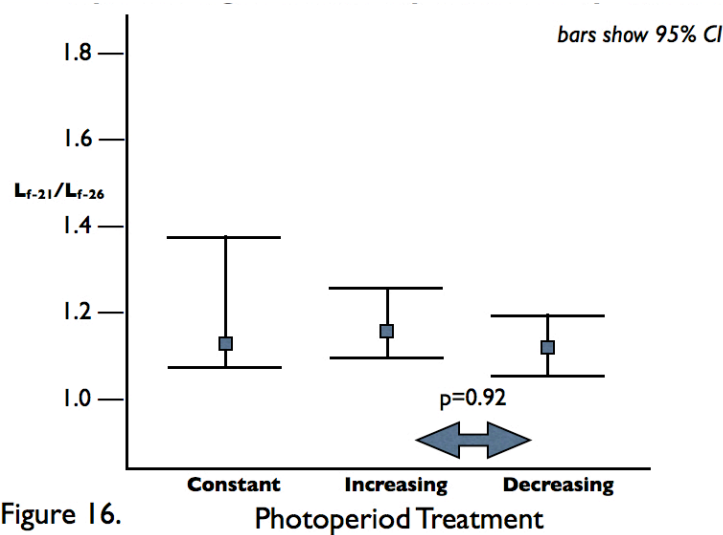 bars show 95% CI
1.8
1.6
Lf-21/Lf-26
1.4
1.2
1.0
p=0.92
Constant Increasing Decreasing
Figure 16. Photoperiod Treatment